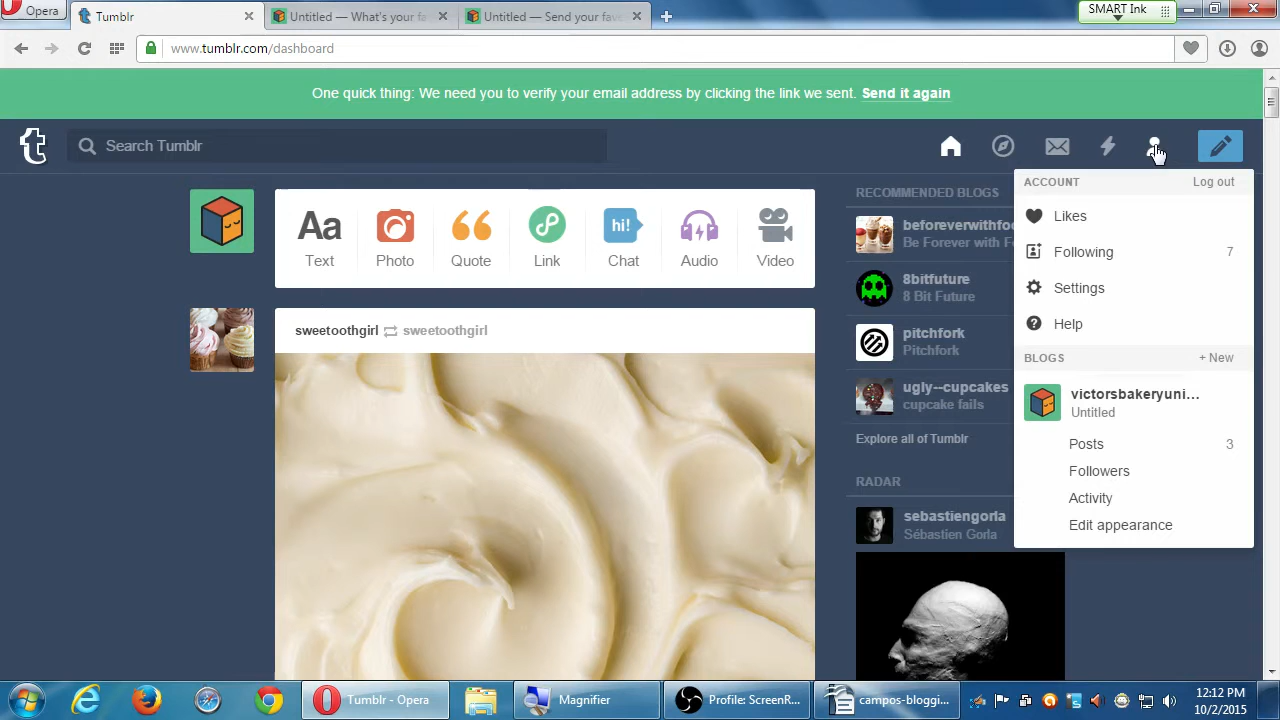 Opera
Tumblr
Untitled — What's your fa
Untitled — Send your favo
SMART Ink
www.tumblr.com/dashboard
One quick thing: We need you to verify your email address by clicking the link we sent. Send it again
t
Search Tumblr
ACCOUNT
Log out
Likes
Following
7
Settings
Help
BLOGS
+ New
victorsbakeryuni...
Untitled
Posts
3
Followers
Activity
Edit appearance
Aa
hi!
Text
Photo
Quote
Link
Chat
Audio
Video
sweetoothgirl
sweetoothgirl
RECOMMENDED BLOGS
beforeverwithfoo
Be Forever with F
8bitfuture
8 Bit Future
pitchfork
Pitchfork
ugly--cupcakes
cupcake fails
Explore all of Tumblr
RADAR
sebastiengorla
Sébastien Gorla
Tumblr - Opera
Magnifier
Profile: ScreenR...
campos-bloggi...
12:12 PM
10/2/2015